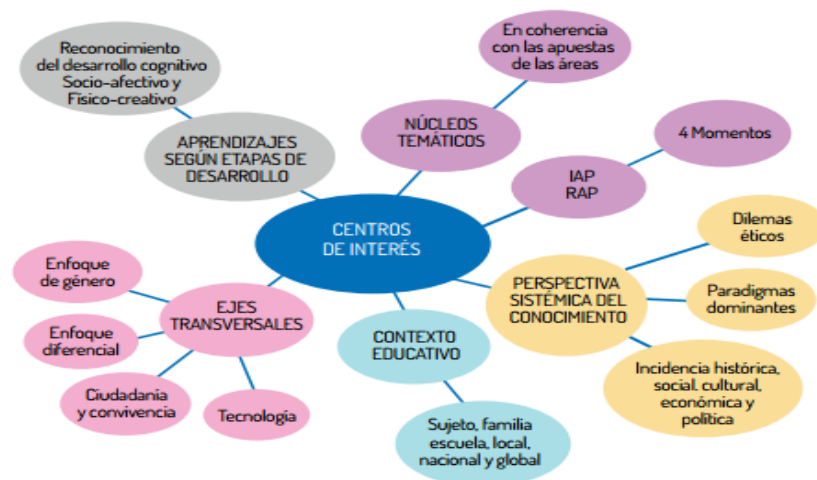 Reconocimiento
del desarrollo cognitivo
Socio-afectivo y
Físico-creativo
APRENDIZAJES
SEGÚN ETAPAS DE
DESARROLLO
En coherencia
con las apuestas
de las áreas
NÚCLEOS
TEMÁTICOS
4 Momentos
IAP
RAP
CENTROS
DE INTERÉS
Dilemas
éticos
PERSPECTIVA
SISTÉMICA DEL
CONOCIMIENTO
Paradigmas
dominantes
Incidencia histórica,
social. cultural,
económica y
política
Enfoque
de género
EJES
TRANSVERSALES
Enfoque
diferencial
Ciudadanía
y convivencia
Tecnología
CONTEXTO
EDUCATIVO
Sujeto, familia
escuela, local,
nacional y global